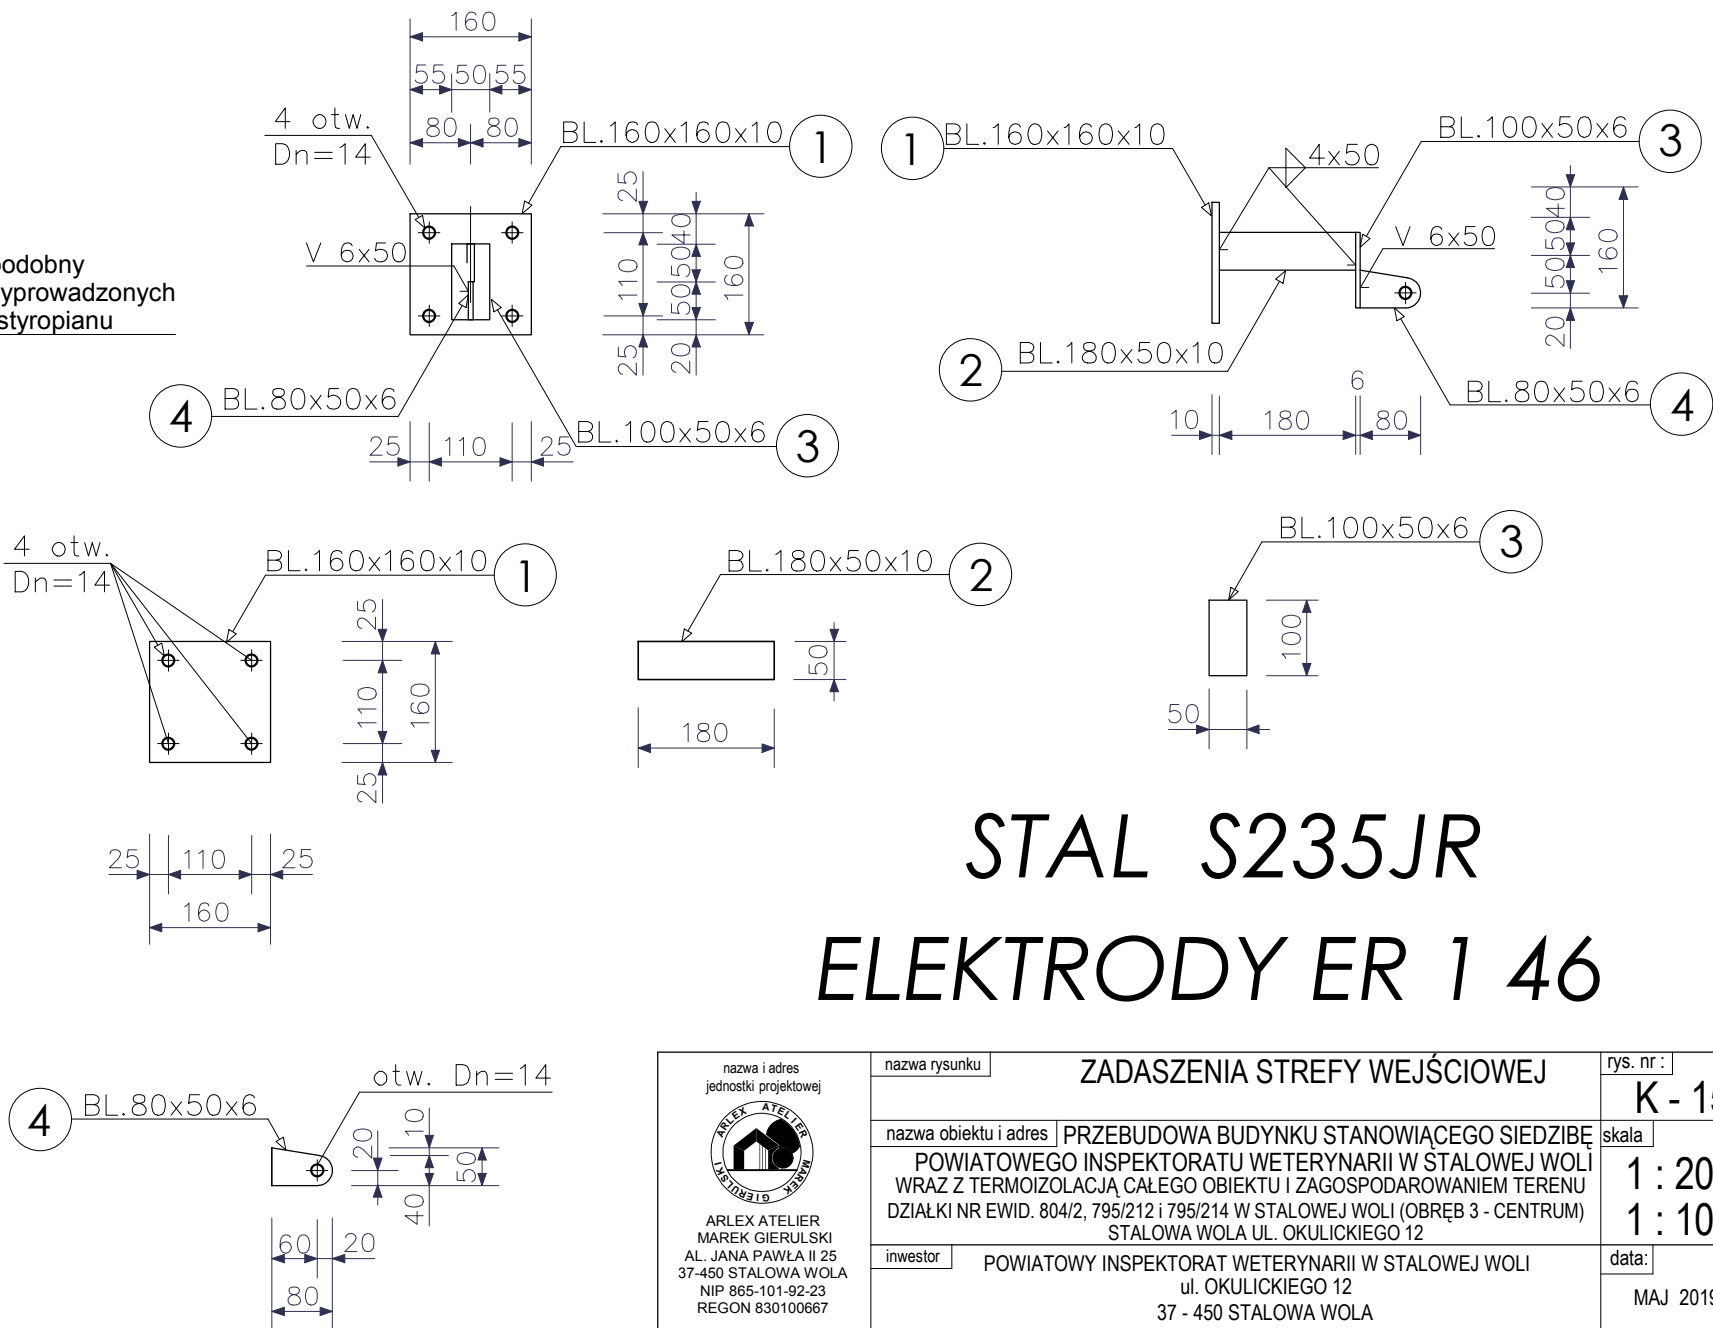 160
55 50 55
80 80
4 otw.
Dn=14
BL.160x160x10
1
V 6x50
25
110
25
40
50
50
20
160
podobny
styropianu
4
BL.80x50x6
BL.100x50x6
3
25 110 25
1
BL.160x160x10
4x50
BL.100x50x6
3
V 6x50
40
50
50
20
160
2
BL.180x50x10
BL.80x50x6
4
10 180 6 80
4 otw.
Dn=14
BL.160x160x10
1
25
110
25
160
25 110 25
160
BL.180x50x10
2
50
180
BL.100x50x6
3
100
50
STAL S235JR
ELEKTRODY ER 1 46
4
BL.80x50x6
otw. Dn=14
20
10
40
50
60 20
80
nazwa i adres
jednostki projektowej
ARLEX ATELIER
MAREK GIERULSKI
ARLEX ATELIER
MAREK GIERULSKI
AL. JANA PAWŁA II 25
37-450 STALOWA WOLA
NIP 865-101-92-23
REGON 830100667
nazwa rysunku
ZADASZENIA STREFY WEJŚCIOWEJ
rys. nr :
K - 15
nazwa obiektu i adres
PRZEBUDOWA BUDYNKU STANOWIĄCEGO SIEDZIBĘ
POWIATOWEGO INSPEKTORATU WETERYNARII W STALOWEJ WOLI
WRAZ Z TERMOIZOLACJĄ CAŁEGO OBIEKTU I ZAGOSPODAROWANIEM TERENU
DZIAŁKI NR EWID. 804/2, 795/212 i 795/214 W STALOWEJ WOLI (OBRĘB 3 - CENTRUM)
STALOWA WOLA UL. OKULICKIEGO 12
skala
1 : 20
1 : 10
inwestor
POWIATOWY INSPEKTORAT WETERYNARII W STALOWEJ WOLI
ul. OKULICKIEGO 12
37 - 450 STALOWA WOLA
data:
MAJ 2019